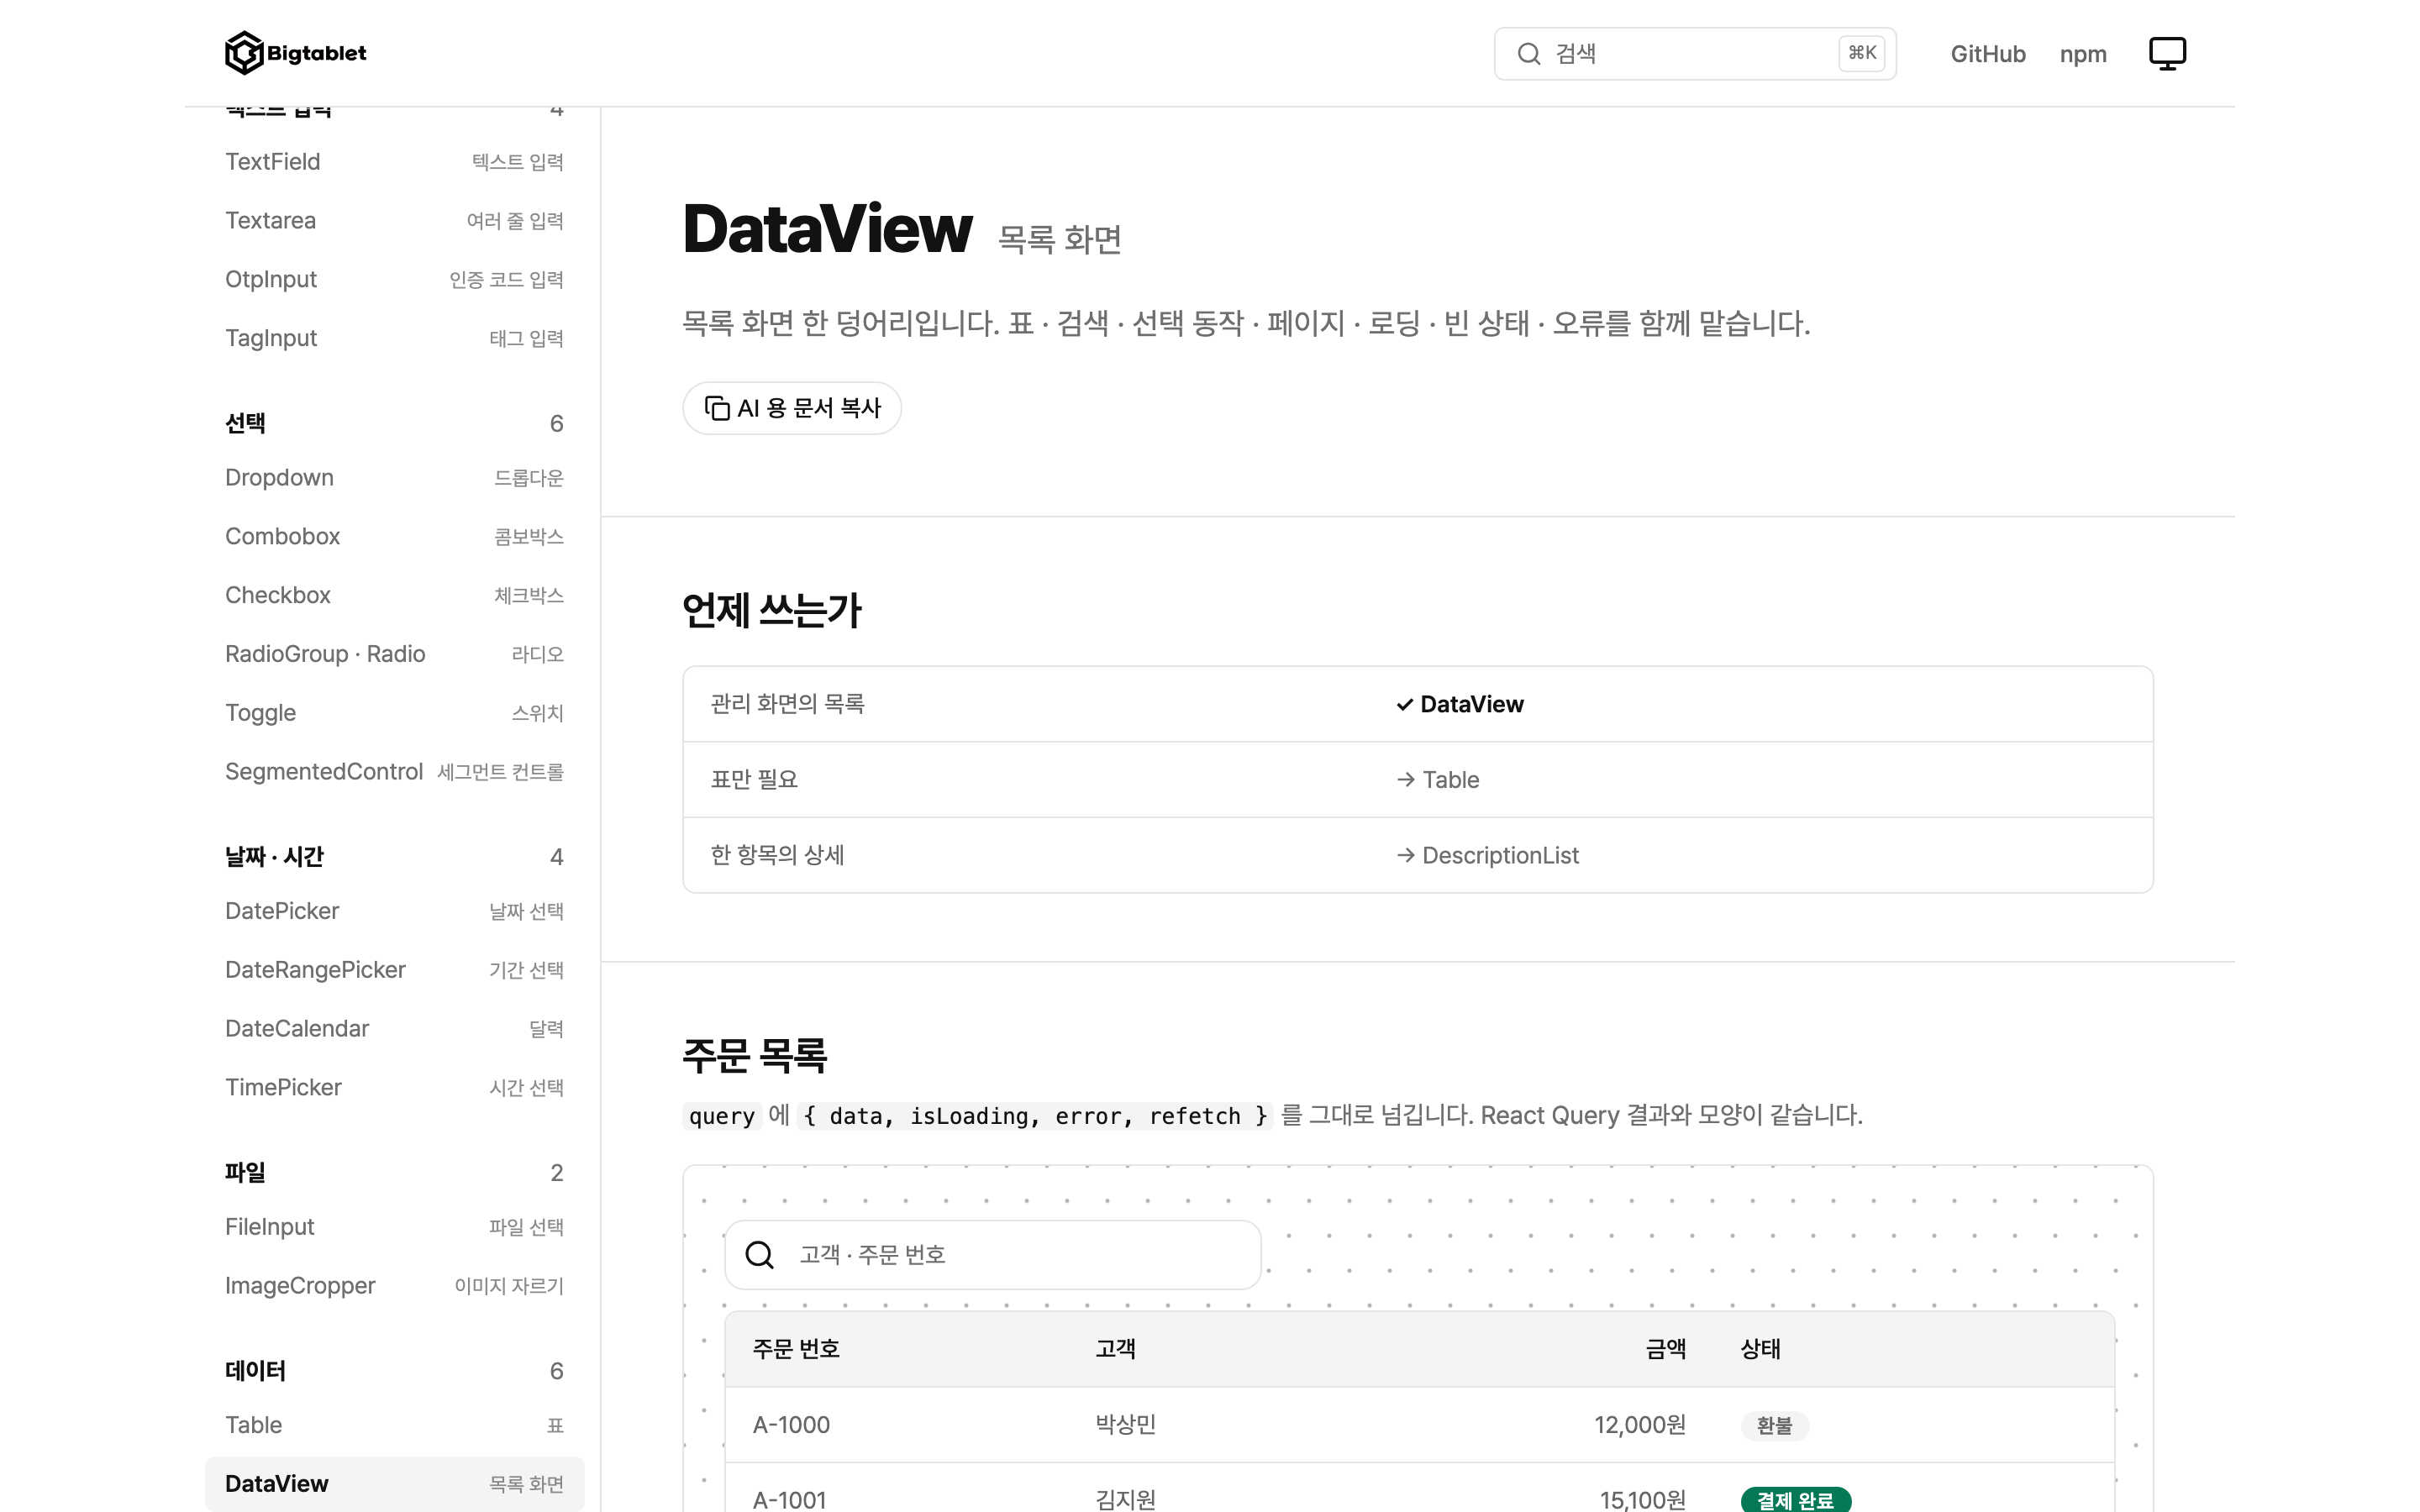 Bigtablet
검색
⌘K
GitHub
npm
텍스트 입력 4
TextField 텍스트 입력
Textarea 여러 줄 입력
OtpInput 인증 코드 입력
TagInput 태그 입력
선택 6
Dropdown 드롭다운
Combobox 콤보박스
Checkbox 체크박스
RadioGroup · Radio 라디오
Toggle 스위치
SegmentedControl 세그먼트 컨트롤
날짜 · 시간 4
DatePicker 날짜 선택
DateRangePicker 기간 선택
DateCalendar 달력
TimePicker 시간 선택
파일 2
FileInput 파일 선택
ImageCropper 이미지 자르기
데이터 6
Table 표
DataView 목록 화면
DataView 목록 화면
목록 화면 한 덩어리입니다. 표 · 검색 · 선택 동작 · 페이지 · 로딩 · 빈 상태 · 오류를 함께 맡습니다.
AI 용 문서 복사
언제 쓰는가
관리 화면의 목록 ✓ DataView
표만 필요 → Table
한 항목의 상세 → DescriptionList
주문 목록
query 에 { data, isLoading, error, refetch } 를 그대로 넘깁니다. React Query 결과와 모양이 같습니다.
고객 · 주문 번호
주문 번호 고객 금액 상태
A-1000 박상민 12,000원 환불
A-1001 김지원 15,100원 결제 완료